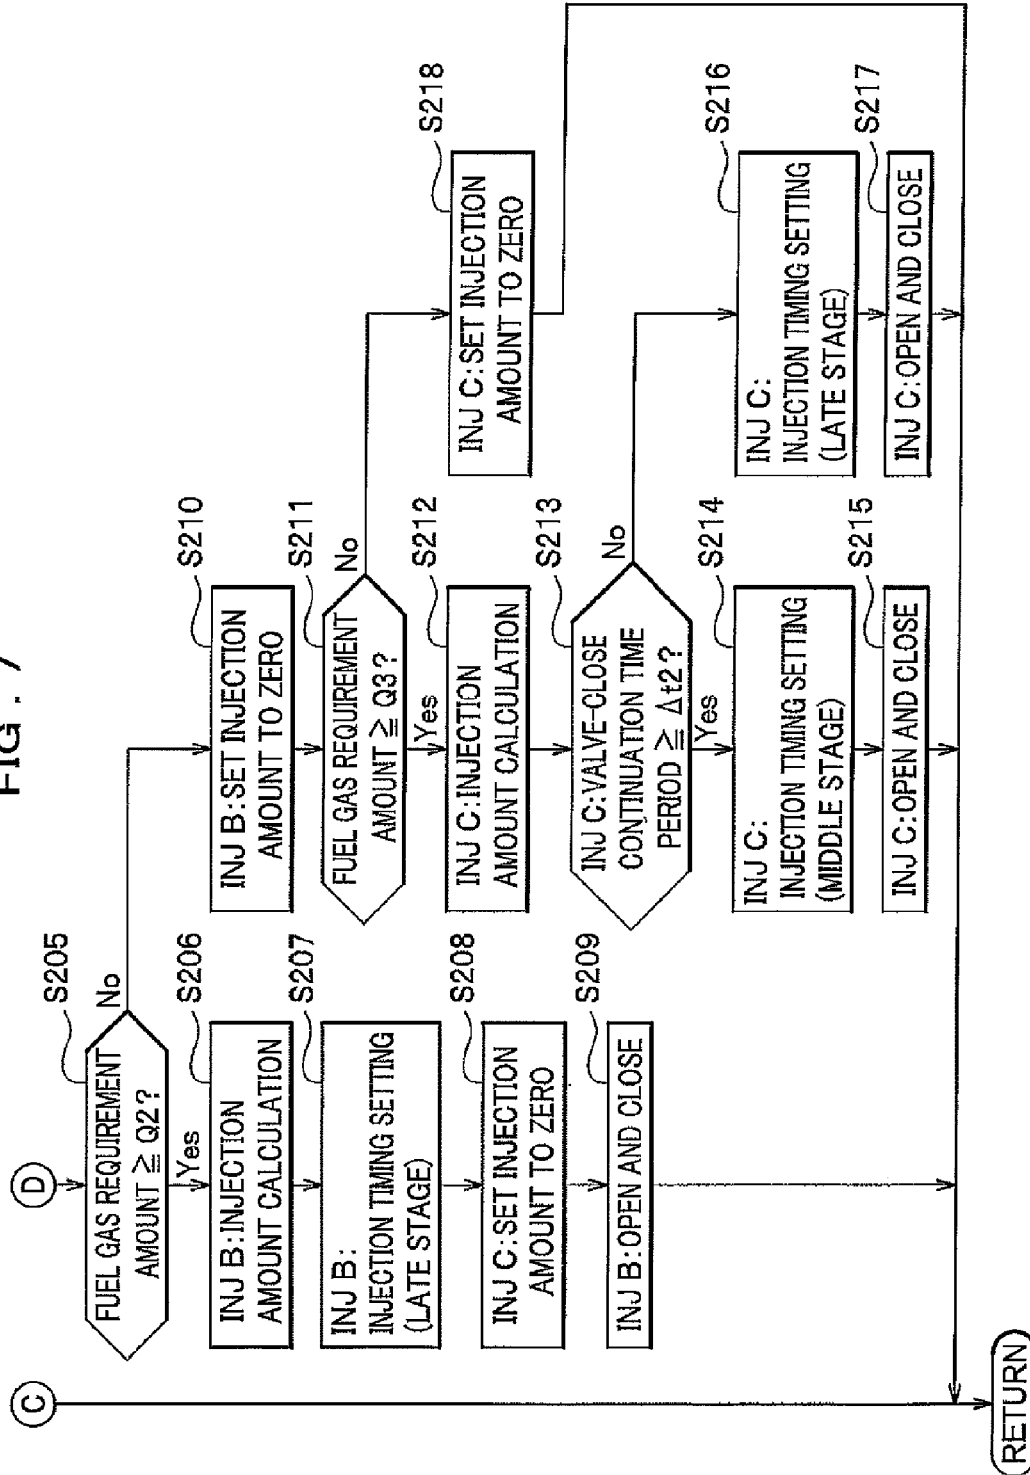 FIG. 7
C
D
FUEL GAS REQUIREMENT
AMOUNT ≧ Q2?
S205
No
Yes
INJ B:INJECTION
AMOUNT CALCULATION
S206
INJ B:
INJECTION TIMING SETTING
(LATE STAGE)
S207
INJ C:SET INJECTION
AMOUNT TO ZERO
S208
INJ B:OPEN AND CLOSE
S209
INJ B:SET INJECTION
AMOUNT TO ZERO
S210
FUEL GAS REQUIREMENT
AMOUNT ≧ Q3?
S211
No
Yes
INJ C:INJECTION
AMOUNT CALCULATION
S212
INJ C:VALVE-CLOSE
CONTINUATION TIME
PERIOD ≧ Δt2?
S213
No
Yes
INJ C:
INJECTION TIMING SETTING
(MIDDLE STAGE)
S214
INJ C:OPEN AND CLOSE
S215
INJ C:SET INJECTION
AMOUNT TO ZERO
S218
INJ C:
INJECTION TIMING SETTING
(LATE STAGE)
S216
INJ C:OPEN AND CLOSE
S217
RETURN